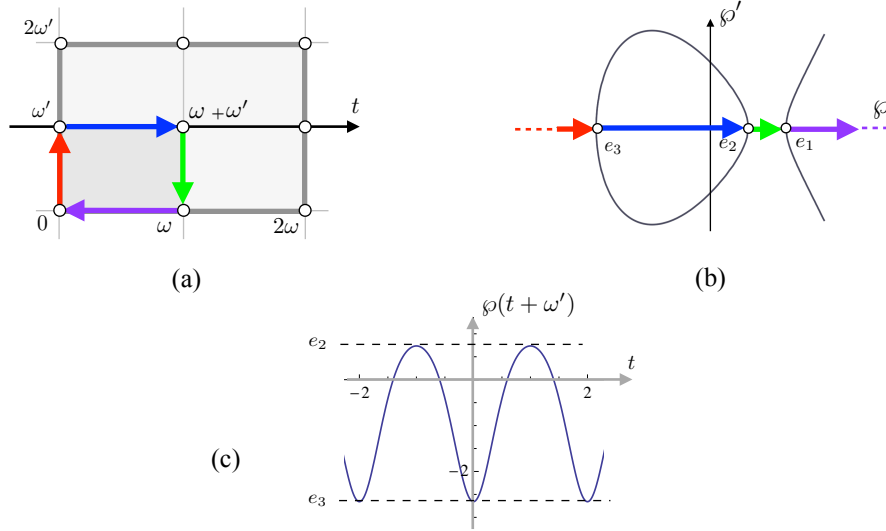 2ω′
ω′
ω +ω′
t
0
ω
2ω
(a)
℘′
℘
e₃
e₂
e₁
(b)
℘(t + ω′)
e₂
t
−2
2
−2
e₃
(c)